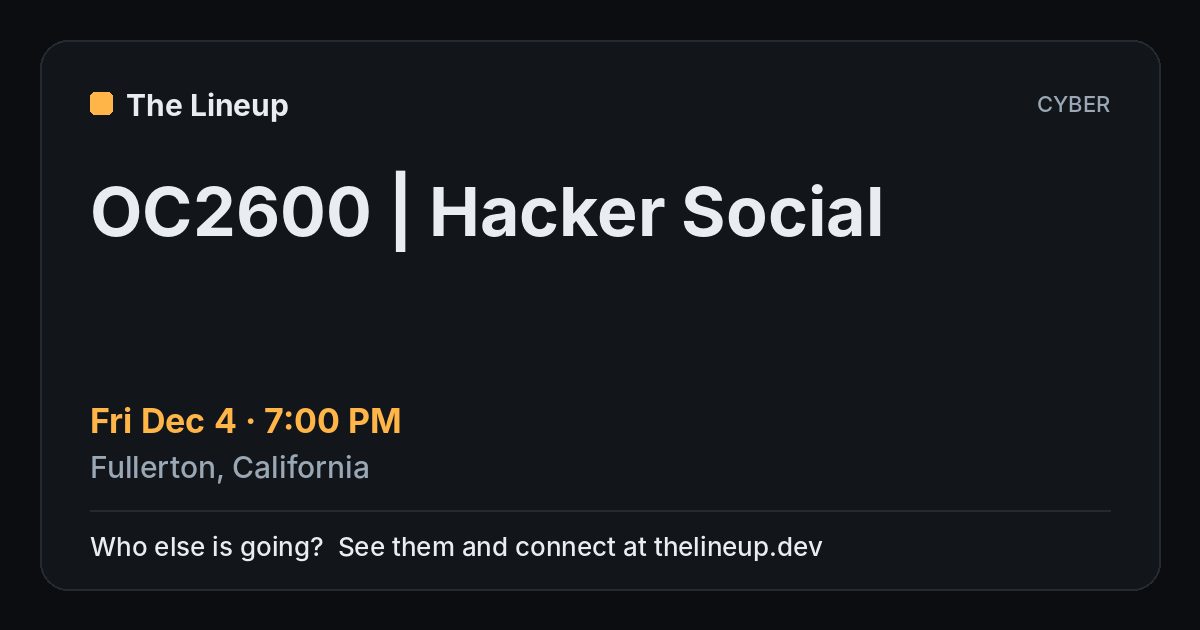 The Lineup
CYBER
OC2600 | Hacker Social
Fri Dec 4 · 7:00 PM
Fullerton, California
Who else is going? See them and connect at thelineup.dev